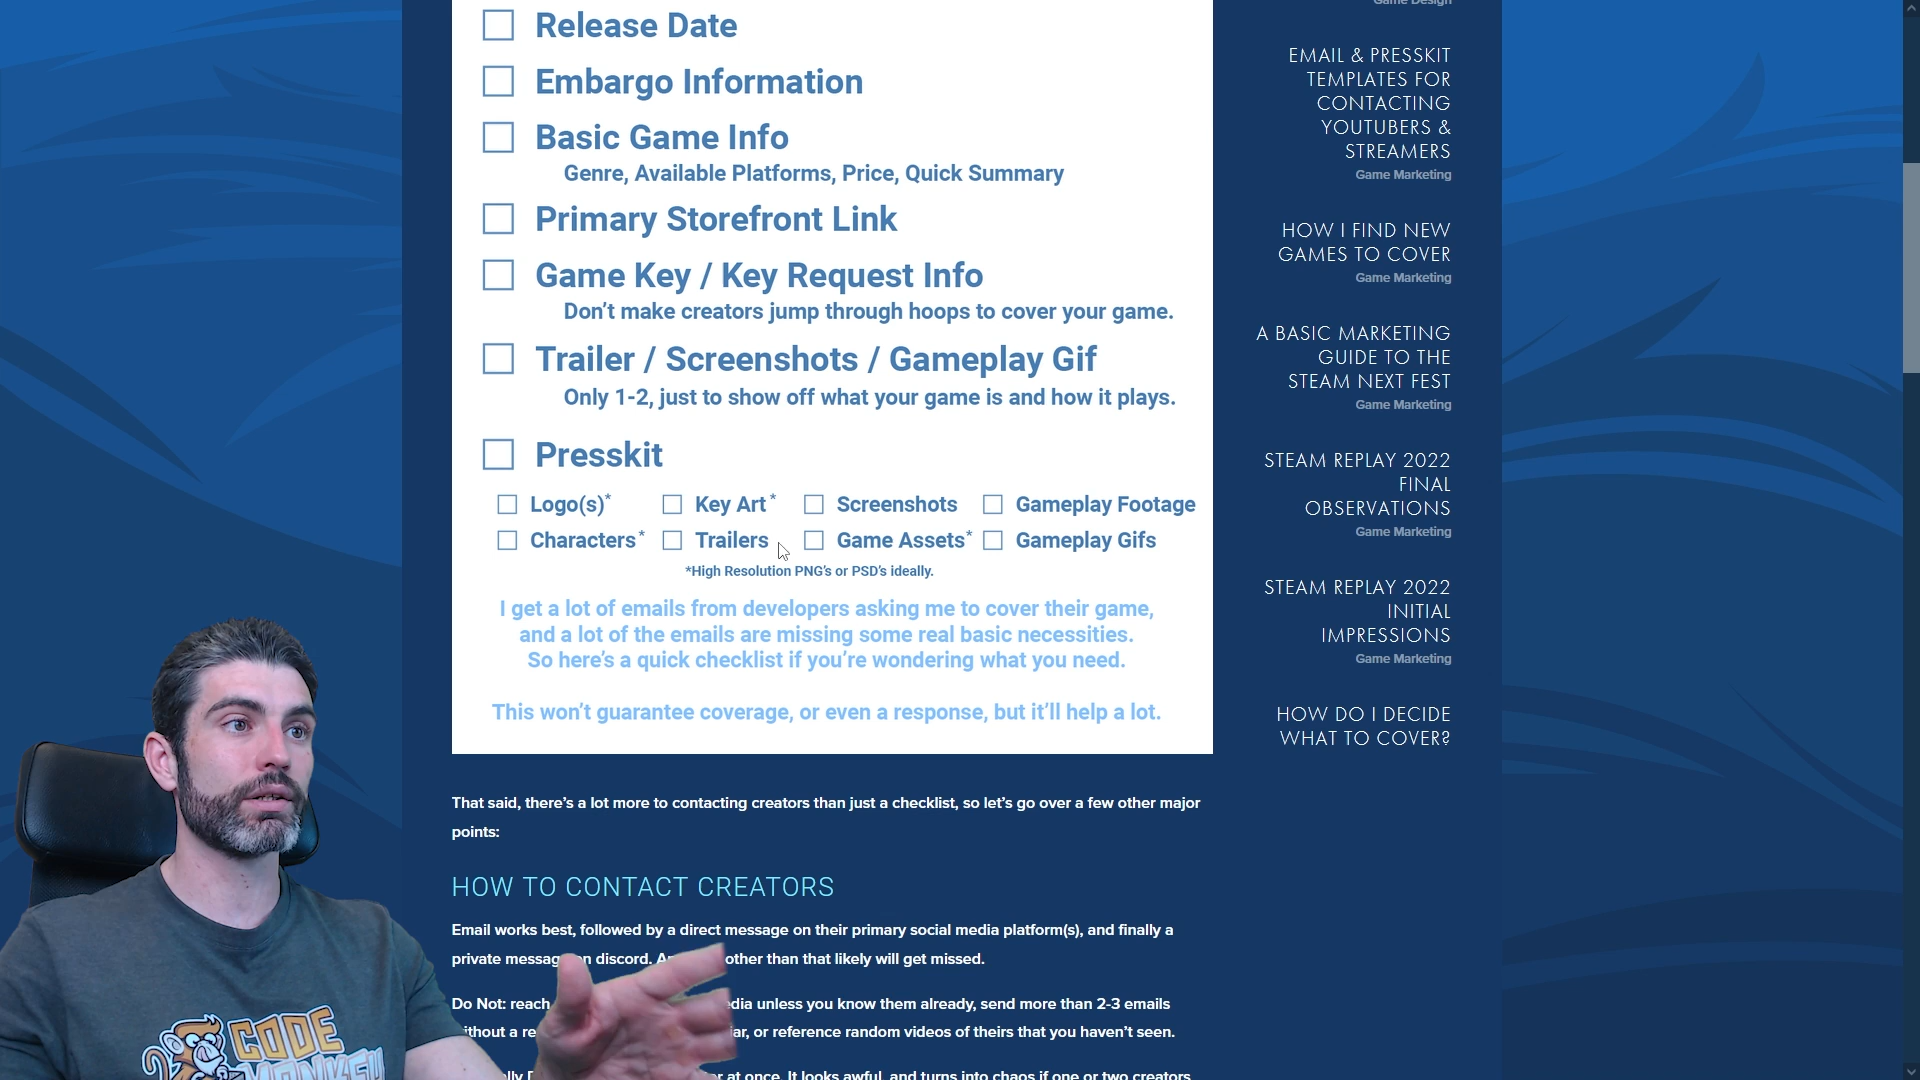 Release Date
Embargo Information
Basic Game Info
Genre, Available Platforms, Price, Quick Summary
Primary Storefront Link
Game Key / Key Request Info
Don't make creators jump through hoops to cover your game.
Trailer / Screenshots / Gameplay Gif
Only 1-2, just to show off what your game is and how it plays.
Presskit
Logo(s)* Key Art* Screenshots Gameplay Footage
Characters* Trailers Game Assets* Gameplay Gifs
*High Resolution PNG's or PSD's ideally.
I get a lot of emails from developers asking me to cover their game,
and a lot of the emails are missing some real basic necessities.
So here's a quick checklist if you're wondering what you need.
This won't guarantee coverage, or even a response, but it'll help a lot.
That said, there's a lot more to contacting creators than just a checklist, so let's go over a few other major
points:
HOW TO CONTACT CREATORS
Email works best, followed by a direct message on their primary social media platform(s), and finally a
private message on discord. other than that likely will get missed.
Do Not: reach unless you know them already, send more than 2-3 emails
without a or reference random videos of theirs that you haven't seen.
at once. It looks awful, and turns into chaos if one or two creators
Game Design
EMAIL & PRESSKIT
TEMPLATES FOR
CONTACTING
YOUTUBERS &
STREAMERS
Game Marketing
HOW I FIND NEW
GAMES TO COVER
Game Marketing
A BASIC MARKETING
GUIDE TO THE
STEAM NEXT FEST
Game Marketing
STEAM REPLAY 2022
FINAL
OBSERVATIONS
Game Marketing
STEAM REPLAY 2022
INITIAL
IMPRESSIONS
Game Marketing
HOW DO I DECIDE
WHAT TO COVER?
CODE
MONKEY